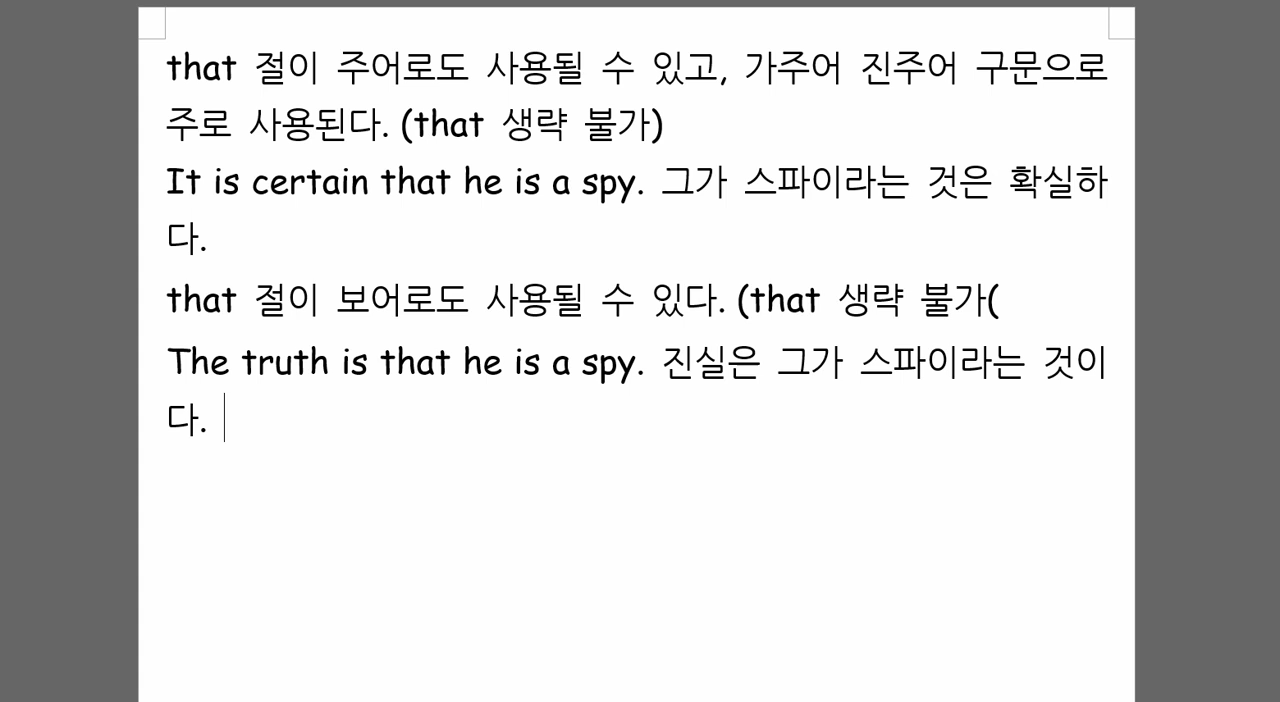 that 절이 주어로도 사용될 수 있고, 가주어 진주어 구문으로
주로 사용된다. (that 생략 불가)
It is certain that he is a spy. 그가 스파이라는 것은 확실하
다.
that 절이 보어로도 사용될 수 있다. (that 생략 불가(
The truth is that he is a spy. 진실은 그가 스파이라는 것이
다.